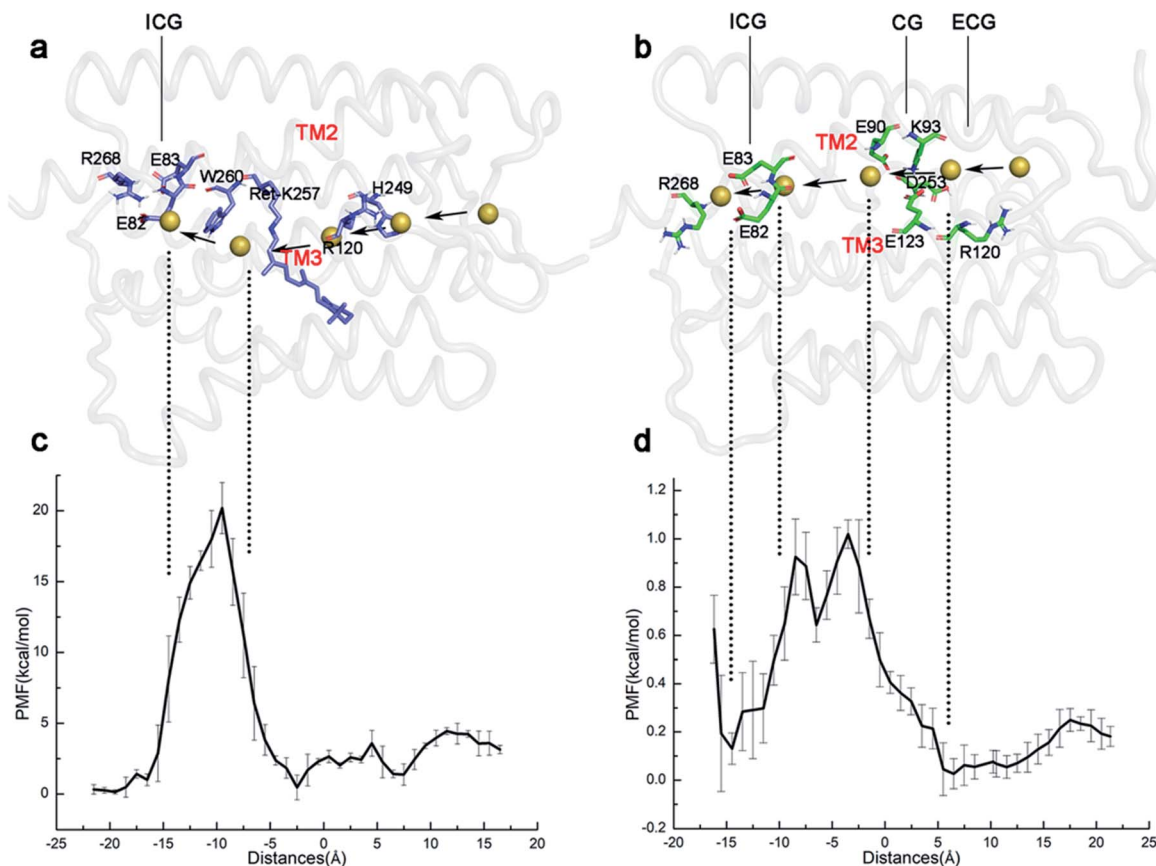 a
ICG
R268
E83
W260
E82
Ret-K257
TM2
H249
R120
TM3
b
ICG
CG
ECG
E90
K93
TM2
E83
R268
D253
E82
TM3
E123
R120
c
PMF(kcal/mol)
20
15
10
5
0
-25
-20
-15
-10
-5
0
5
10
15
20
Distances(Å)
d
PMF(kcal/mol)
1.2
1.0
0.8
0.6
0.4
0.2
0.0
-0.2
-20
-15
-10
-5
0
5
10
15
20
25
Distances(Å)